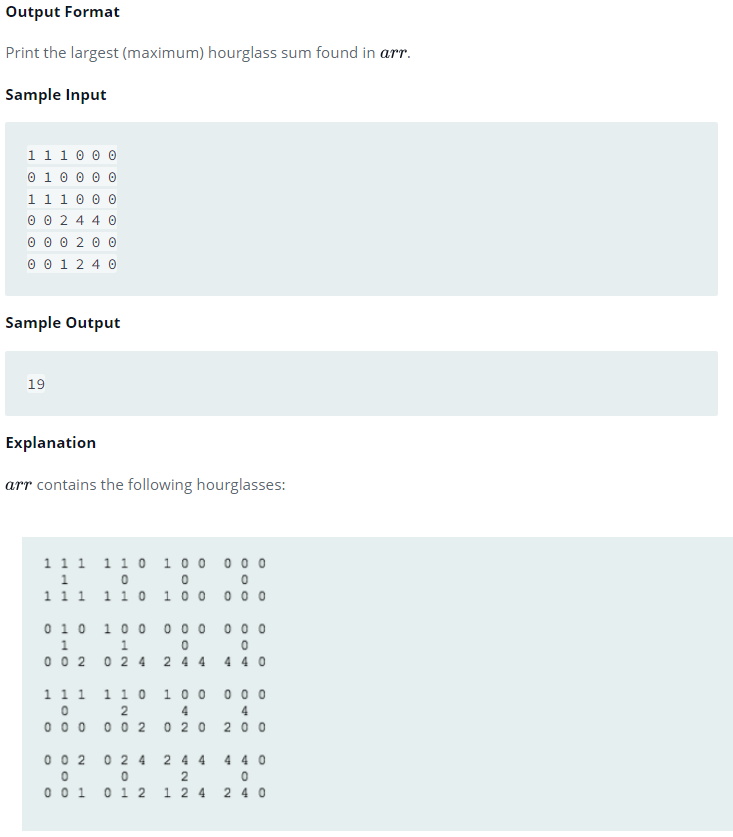 Output Format
Print the largest (maximum) hourglass sum found in arr.
Sample Input
1 1 1 0 0 0
0 1 0 0 0 0
1 1 1 0 0 0
0 0 2 4 4 0
0 0 0 2 0 0
0 0 1 2 4 0
Sample Output
19
Explanation
arr contains the following hourglasses:
1 1 1 1 1 0 1 0 0 0 0 0
1 0 0 0
1 1 1 1 1 0 1 0 0 0 0 0
0 1 0 1 0 0 0 0 0 0 0 0
1 1 0 0
0 0 2 0 2 4 2 4 4 4 4 0
1 1 1 1 1 0 1 0 0 0 0 0
0 2 4 4
0 0 0 0 0 2 0 2 0 2 0 0
0 0 2 0 2 4 2 4 4 4 4 0
0 0 2 0
0 0 1 0 1 2 1 2 4 2 4 0